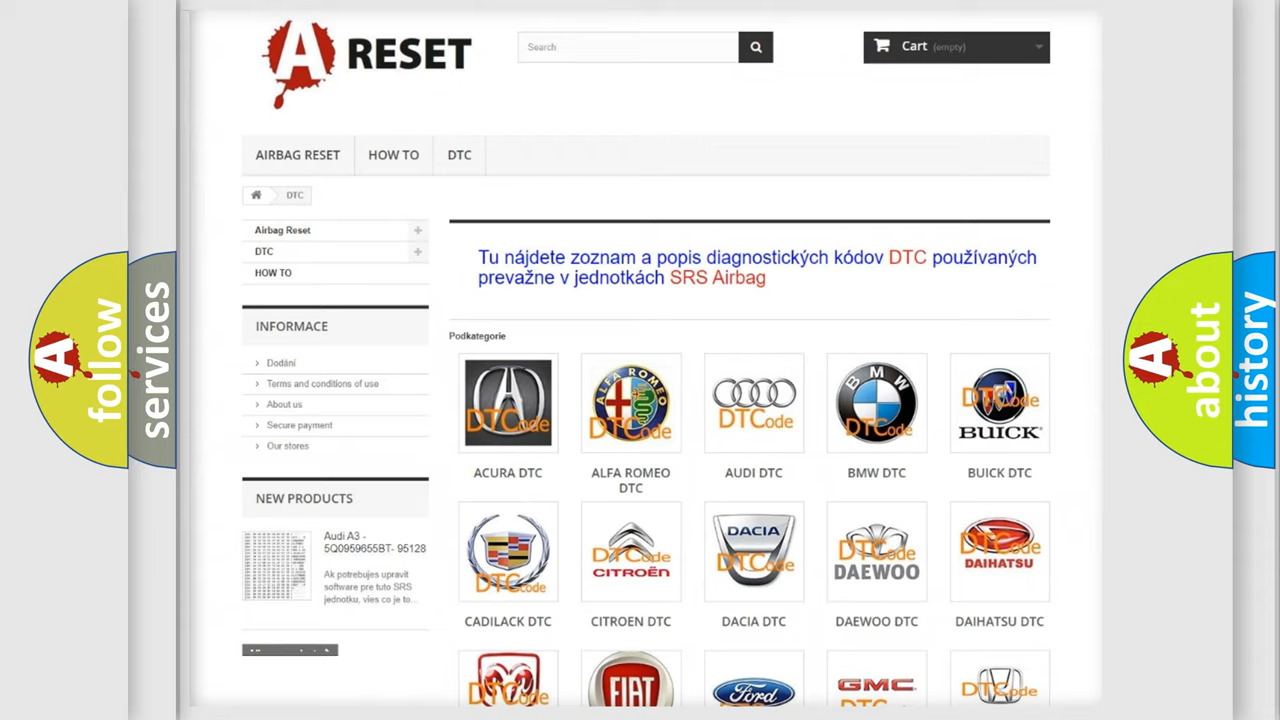 A RESET
Search
Cart (empty)
AIRBAG RESET
HOW TO
DTC
DTC
Airbag Reset
DTC
HOW TO
Tu nájdete zoznam a popis diagnostických kódov DTC používaných
prevažne v jednotkách SRS Airbag
INFORMACE
Dodání
Terms and conditions of use
About us
Secure payment
Our stores
NEW PRODUCTS
Audi A3 -
5Q0959655BT- 95128
Ak potrebujes upravit
software pre tuto SRS
jednotku, vies co je to...
Podkategorie
DTCode
ALFA ROMEO
DTCode
DTCode
BMW
DTCode
DTCode
BUICK
ACURA DTC
ALFA ROMEO
DTC
AUDI DTC
BMW DTC
BUICK DTC
DTCode
DTCode
CITROËN
DACIA
DTCode
DTCode
DAEWOO
DTCode
DAIHATSU
CADILACK DTC
CITROEN DTC
DACIA DTC
DAEWOO DTC
DAIHATSU DTC
DTCode
FIAT
Ford
GMC
DTCode
A follow
services
A about
history